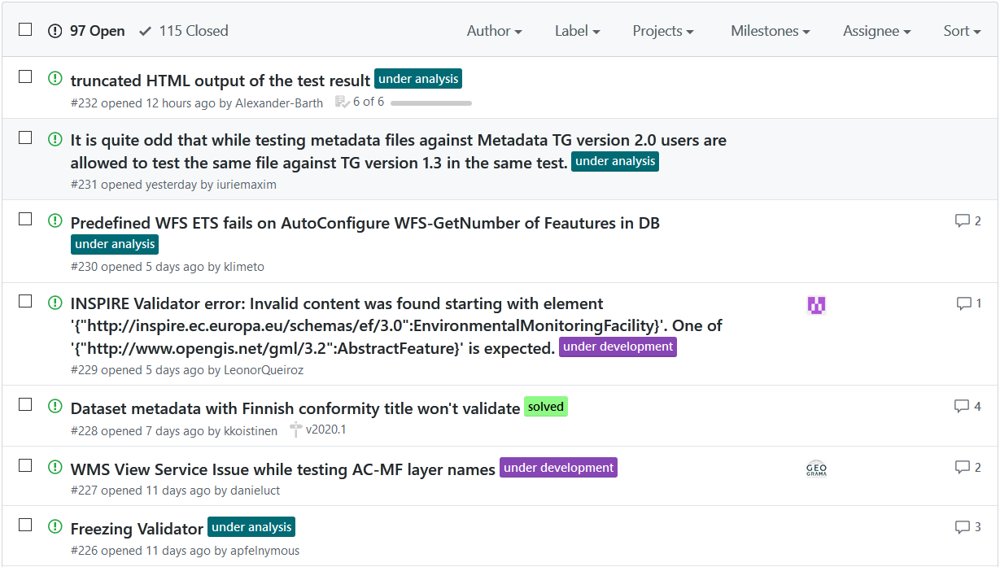 97 Open 115 Closed Author Label Projects Milestones Assignee Sort
truncated HTML output of the test result under analysis
#232 opened 12 hours ago by Alexander-Barth 6 of 6
It is quite odd that while testing metadata files against Metadata TG version 2.0 users are
allowed to test the same file against TG version 1.3 in the same test. under analysis
#231 opened yesterday by iuriemaxim
Predefined WFS ETS fails on AutoConfigure WFS-GetNumber of Feautures in DB 2
under analysis
#230 opened 5 days ago by klimeto
INSPIRE Validator error: Invalid content was found starting with element 1
'{"http://inspire.ec.europa.eu/schemas/ef/3.0":EnvironmentalMonitoringFacility}'. One of
'{"http://www.opengis.net/gml/3.2":AbstractFeature}' is expected. under development
#229 opened 5 days ago by LeonorQueiroz
Dataset metadata with Finnish conformity title won't validate solved 4
#228 opened 7 days ago by kkoistinen v2020.1
WMS View Service Issue while testing AC-MF layer names under development GEO GRAMA 2
#227 opened 11 days ago by danieluct
Freezing Validator under analysis 3
#226 opened 11 days ago by apfelnymous